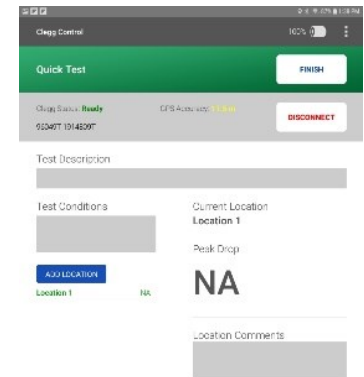 Clegg Control
100%
Quick Test
FINISH
Clegg Status: Ready
GPS Accuracy:
DISCONNECT
Test Description
Test Conditions
Current Location
Location 1
Peak Drop
ADD LOCATION
NA
Location 1
NA
Location Comments